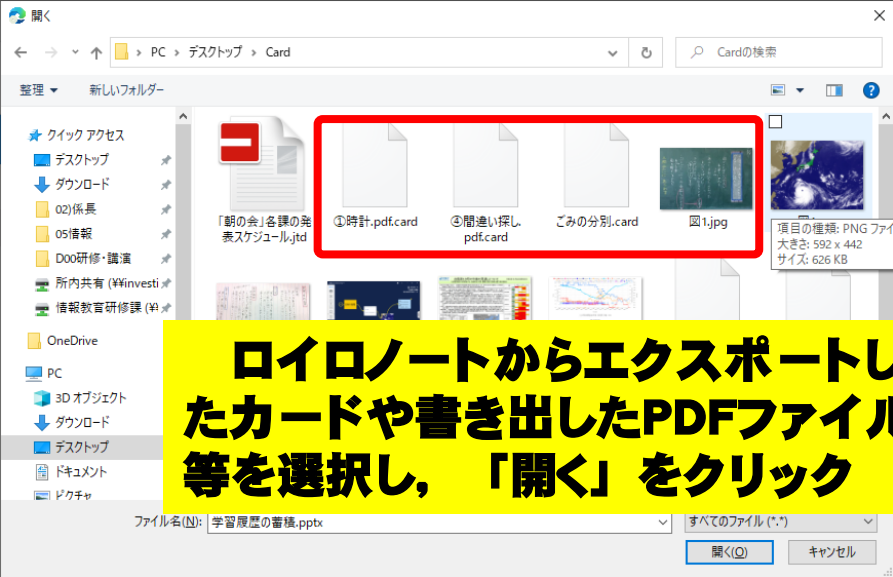 開く
PC › デスクトップ › Card
Cardの検索
整理
新しいフォルダー
クイック アクセス
デスクトップ
ダウンロード
02)係長
05情報
D00研修・講演
所内共有 (¥¥investi
情報教育研修課 (¥¥
OneDrive
PC
3D オブジェクト
ダウンロード
デスクトップ
ドキュメント
ピクチャ
「朝の会」各課の発
表スケジュール.jtd
①時計.pdf.card
④間違い探し.
pdf.card
ごみの分別.card
図1.jpg
項目の種類: PNG ファイ
大きさ: 592 x 442
サイズ: 626 KB
ロイロノートからエクスポートし
たカードや書き出したPDFファイル
等を選択し，「開く」をクリック
ファイル名(N):
学習履歴の蓄積.pptx
すべてのファイル (*.*)
開く(O)
キャンセル